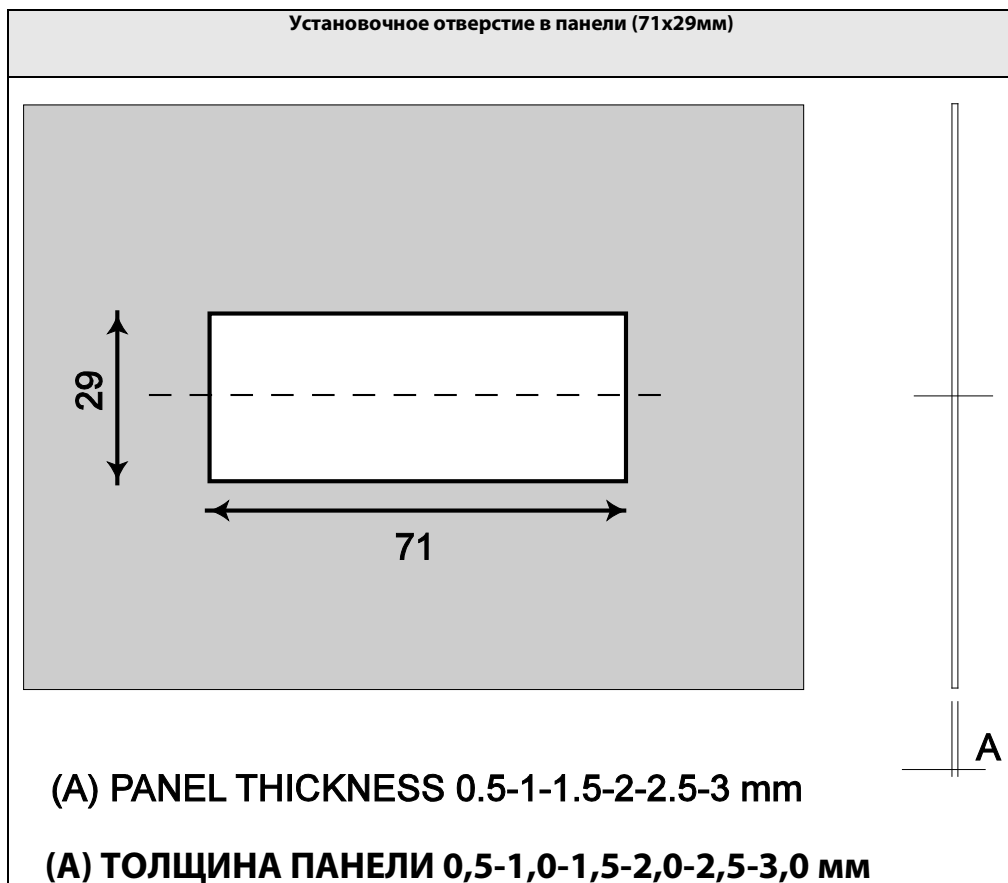 Установочное отверстие в панели (71x29мм)
29
71
A
(A) PANEL THICKNESS 0.5-1-1.5-2-2.5-3 mm
(А) ТОЛЩИНА ПАНЕЛИ 0,5-1,0-1,5-2,0-2,5-3,0 мм